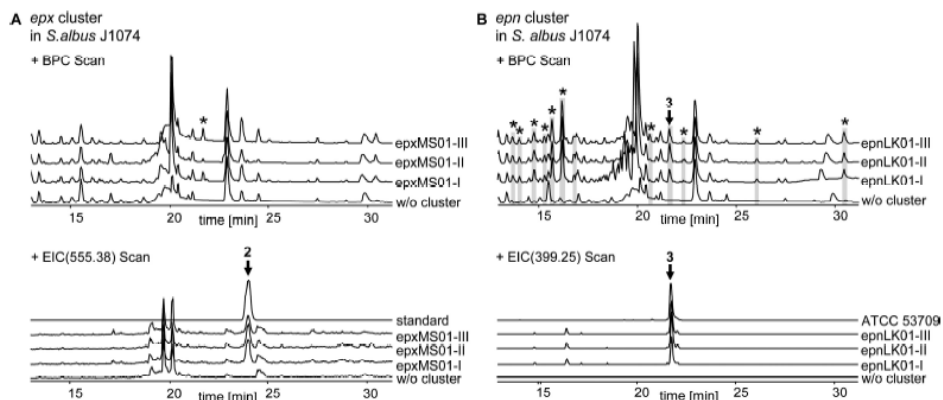 A epx cluster
in S.albus J1074
+ BPC Scan
*
epxMS01-III
epxMS01-II
epxMS01-I
w/o cluster
15 20 25 30
time [min]
+ EIC(555.38) Scan
2
standard
epxMS01-III
epxMS01-II
epxMS01-I
w/o cluster
15 20 25 30
time [min]
B epn cluster
in S. albus J1074
+ BPC Scan
* * * * * * 3 * * * *
epnLK01-III
epnLK01-II
epnLK01-I
w/o cluster
15 20 25 30
time [min]
+ EIC(399.25) Scan
3
ATCC 53709
epnLK01-III
epnLK01-II
epnLK01-I
w/o cluster
15 20 25 30
time [min]